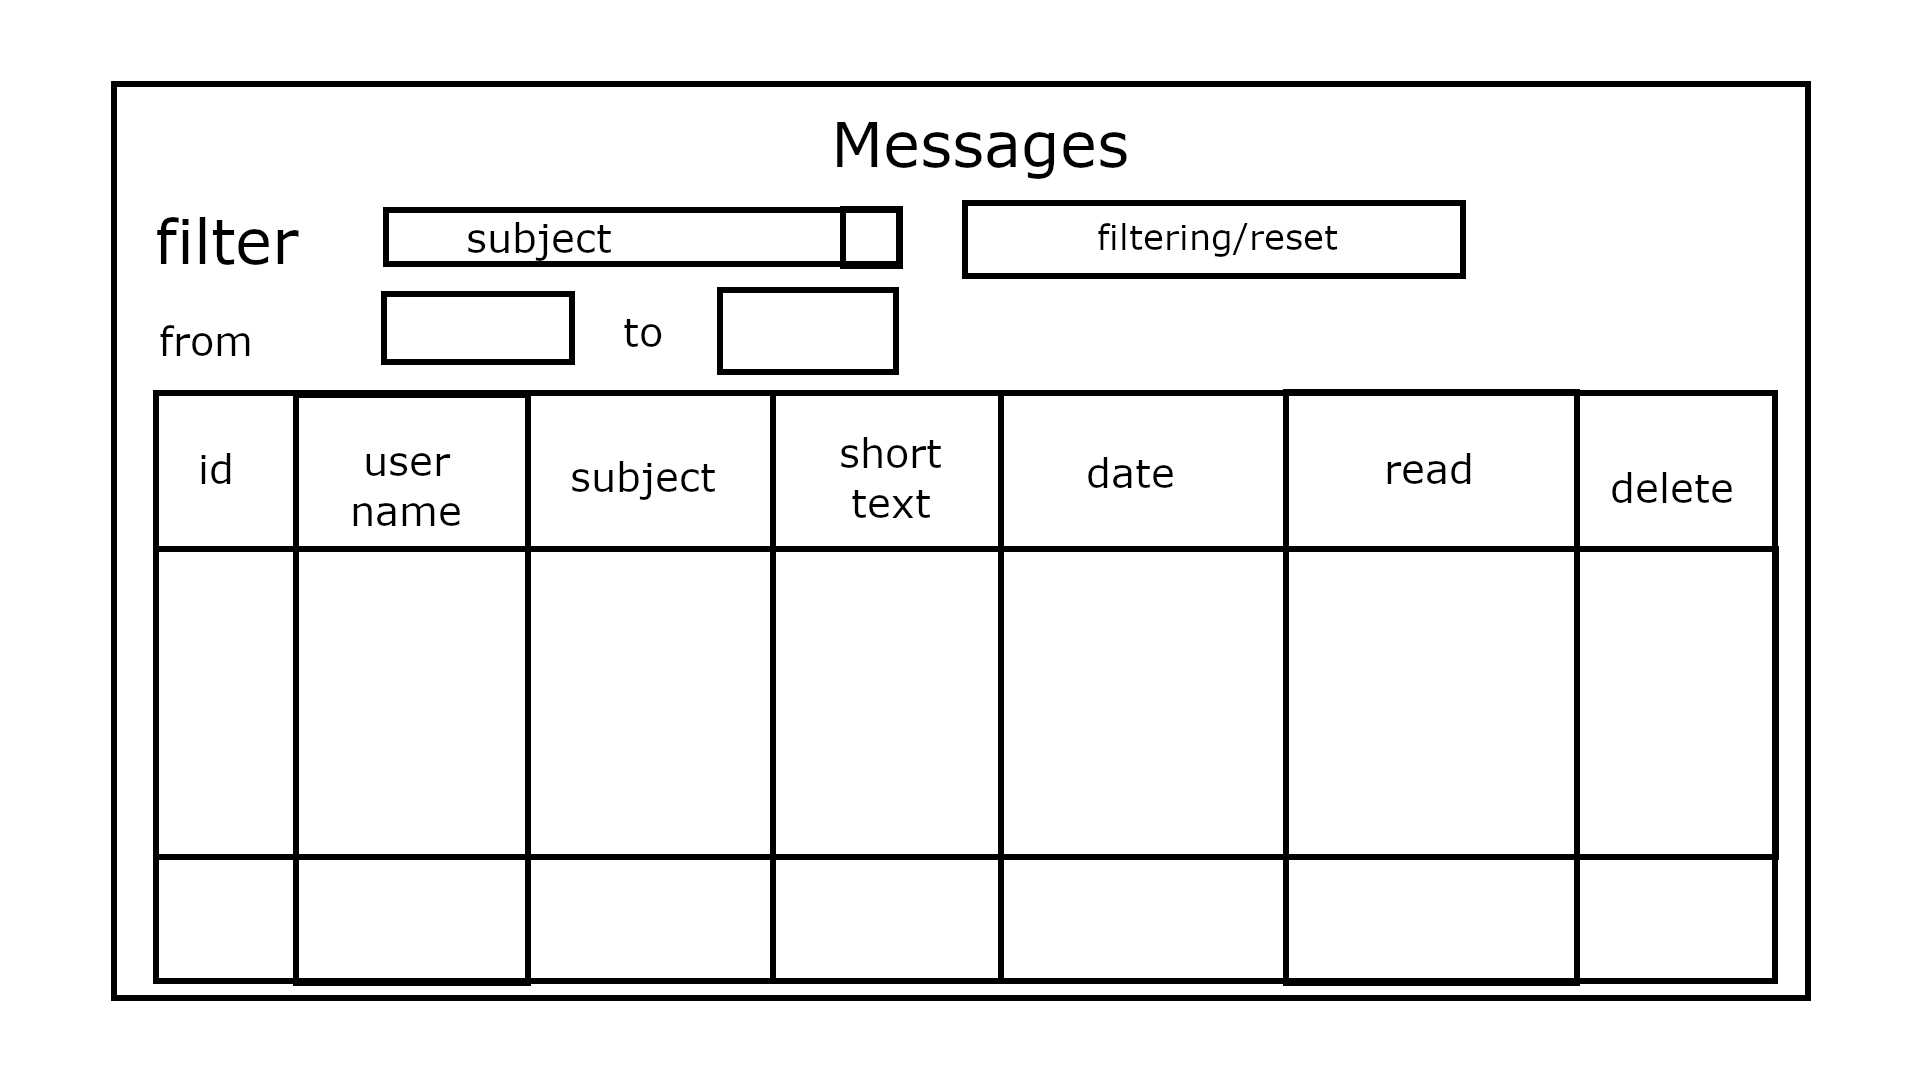 Messages
filter
subject
filtering/reset
from
to
id
user
name
subject
short
text
date
read
delete